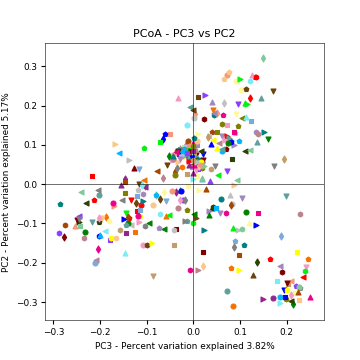 PCoA - PC3 vs PC2
PC2 - Percent variation explained 5.17%
0.3
0.2
0.1
0.0
−0.1
−0.2
−0.3
−0.3 −0.2 −0.1 0.0 0.1 0.2
PC3 - Percent variation explained 3.82%